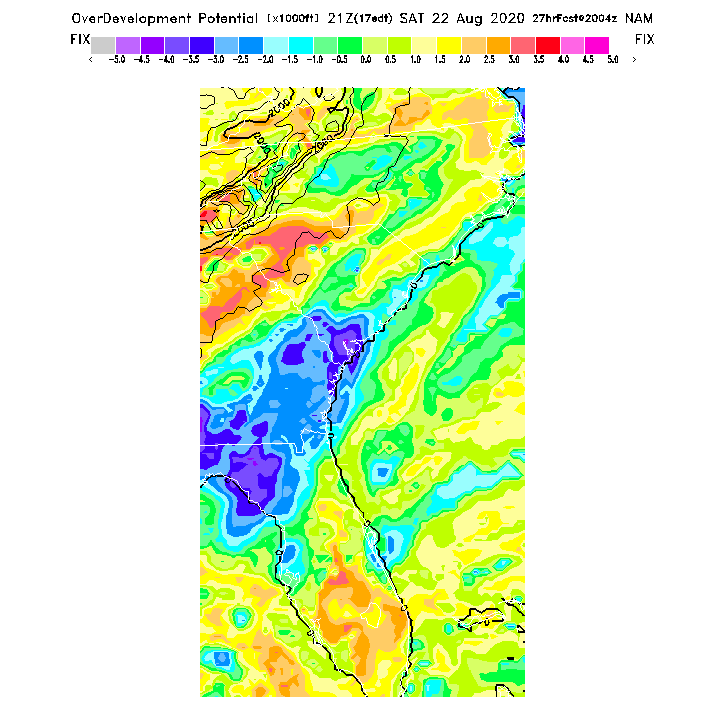 OverDevelopment Potential [x1000ft] 21Z(17edt) SAT 22 Aug 2020 27hrFcst@2004z NAM
FIX FIX
< -5.0 -4.5 -4.0 -3.5 -3.0 -2.5 -2.0 -1.5 -1.0 -0.5 0.0 0.5 1.0 1.5 2.0 2.5 3.0 3.5 4.0 4.5 5.0 >
2000